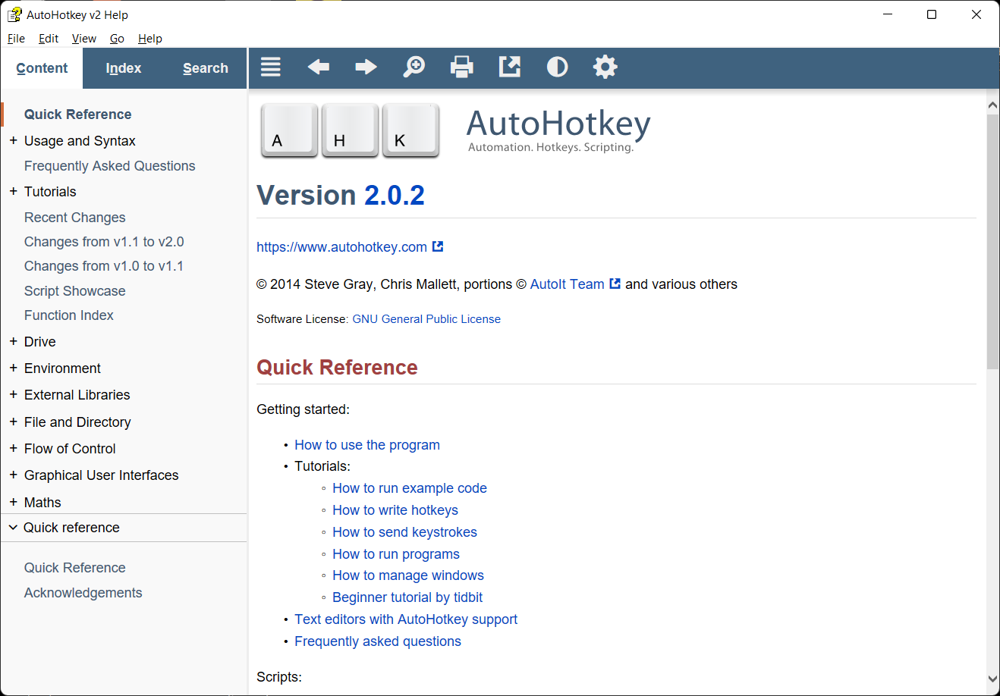 AutoHotkey v2 Help
File Edit View Go Help
Content Index Search
Quick Reference
+ Usage and Syntax
Frequently Asked Questions
+ Tutorials
Recent Changes
Changes from v1.1 to v2.0
Changes from v1.0 to v1.1
Script Showcase
Function Index
+ Drive
+ Environment
+ External Libraries
+ File and Directory
+ Flow of Control
+ Graphical User Interfaces
+ Maths
Quick reference
Quick Reference
Acknowledgements
A H K
AutoHotkey
Automation. Hotkeys. Scripting.
Version 2.0.2
https://www.autohotkey.com
© 2014 Steve Gray, Chris Mallett, portions © AutoIt Team and various others
Software License: GNU General Public License
Quick Reference
Getting started:
• How to use the program
• Tutorials:
◦ How to run example code
◦ How to write hotkeys
◦ How to send keystrokes
◦ How to run programs
◦ How to manage windows
◦ Beginner tutorial by tidbit
• Text editors with AutoHotkey support
• Frequently asked questions
Scripts: